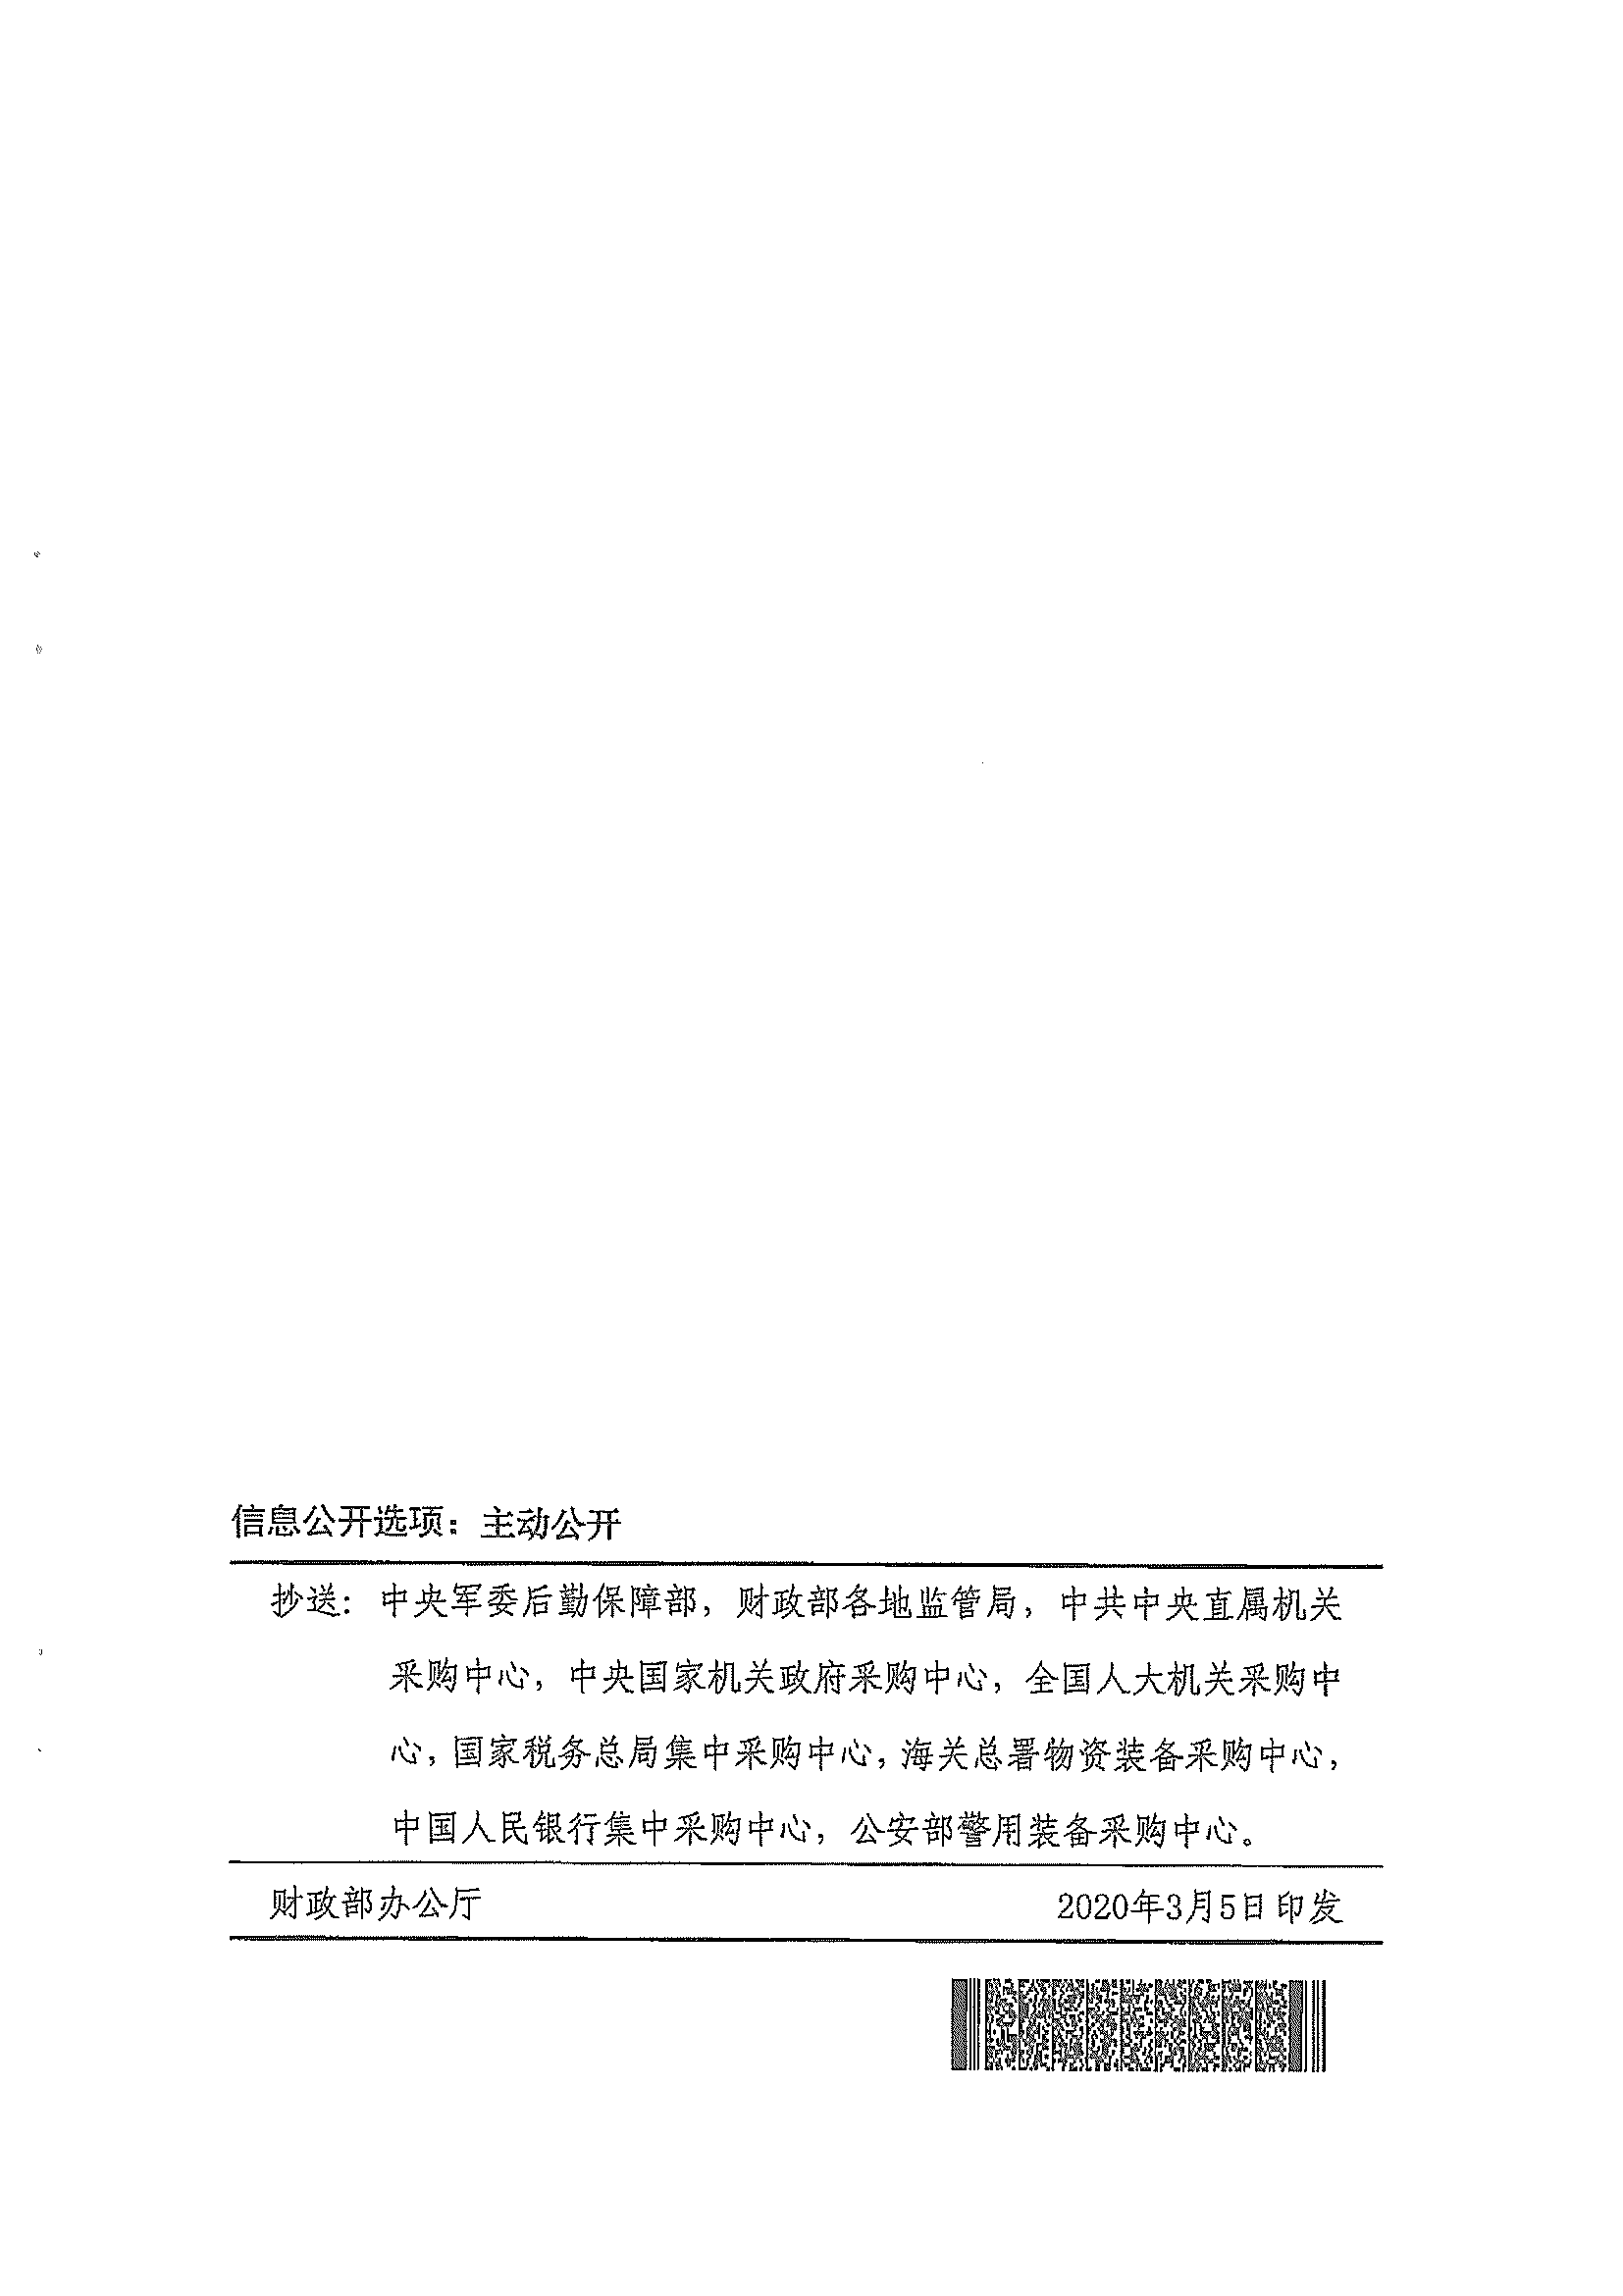 信息公开选项：主动公开
抄送：中央军委后勤保障部，财政部各地监管局，中共中央直属机关
采购中心，中央国家机关政府采购中心，全国人大机关采购中
心，国家税务总局集中采购中心，海关总署物资装备采购中心，
中国人民银行集中采购中心，公安部警用装备采购中心。
财政部办公厅 2020年3月5日印发